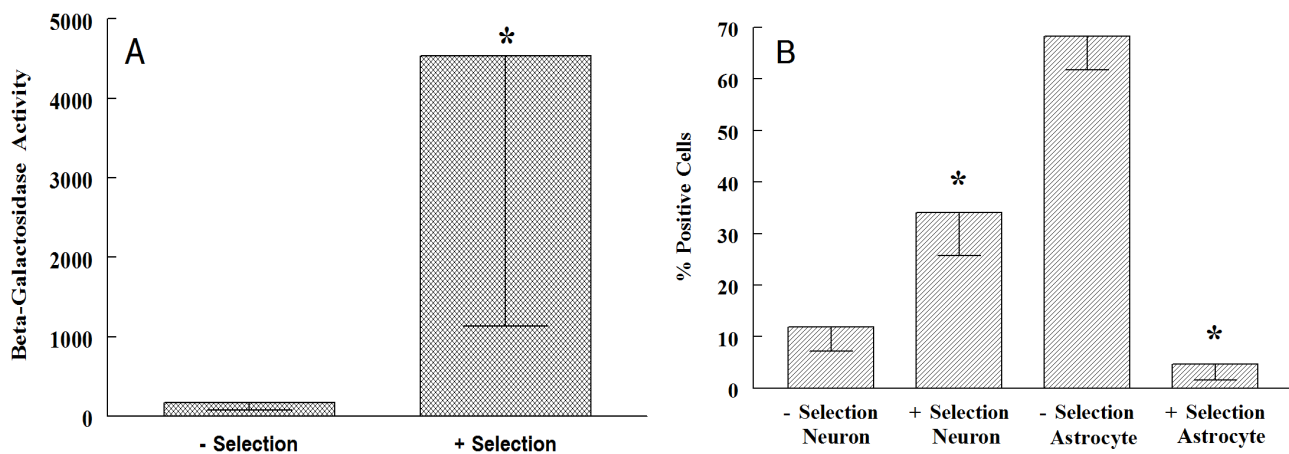 A
Beta-Galactosidase Activity
5000
4000
3000
2000
1000
0
*
- Selection
+ Selection
B
% Positive Cells
70
60
50
40
30
20
10
0
*
*
- Selection
Neuron
+ Selection
Neuron
- Selection
Astrocyte
+ Selection
Astrocyte